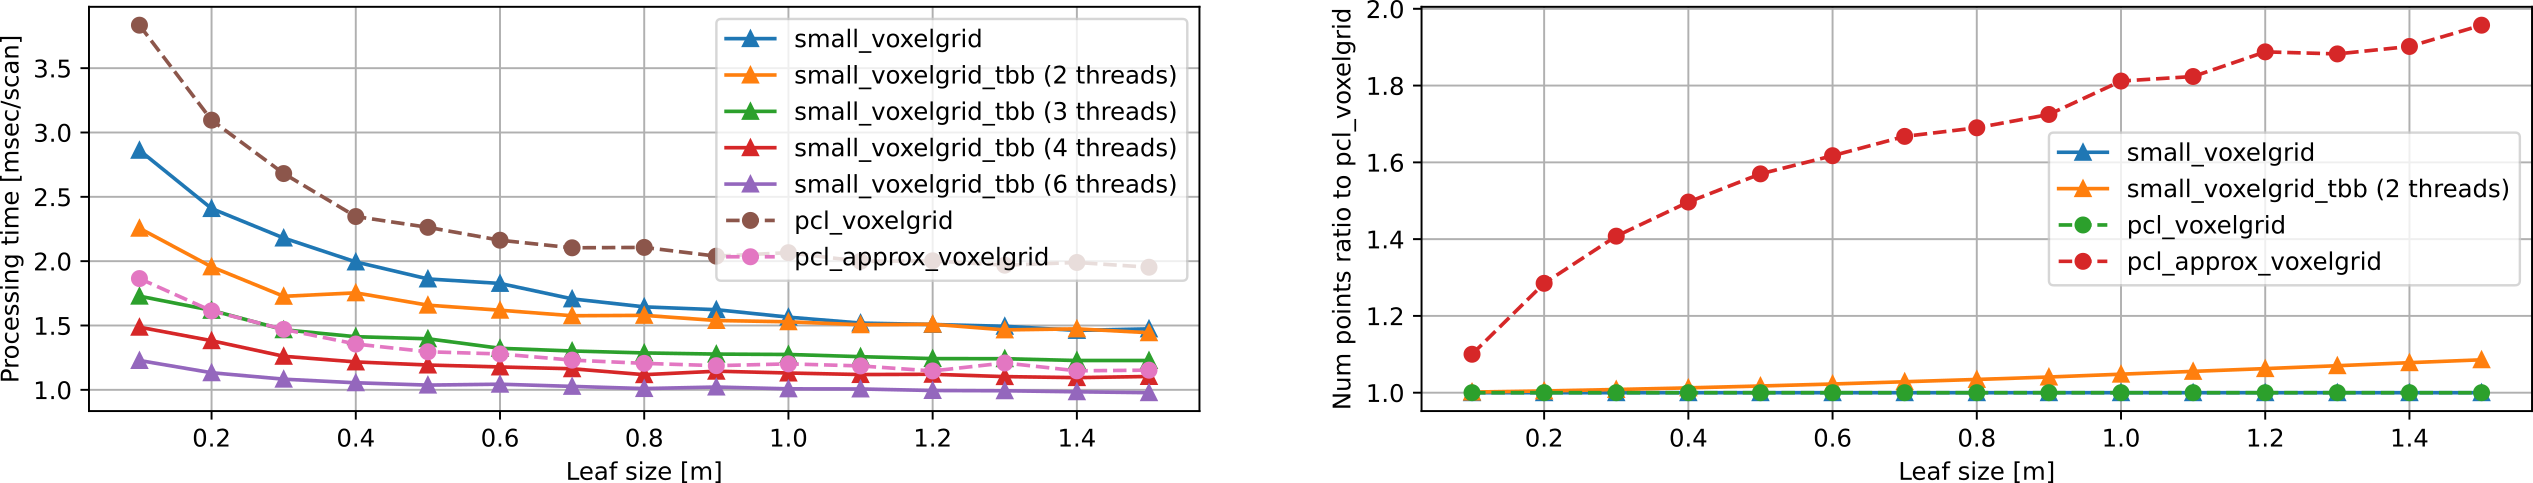 Processing time [msec/scan]
3.5
3.0
2.5
2.0
1.5
1.0
small_voxelgrid
small_voxelgrid_tbb (2 threads)
small_voxelgrid_tbb (3 threads)
small_voxelgrid_tbb (4 threads)
small_voxelgrid_tbb (6 threads)
pcl_voxelgrid
pcl_approx_voxelgrid
0.2 0.4 0.6 0.8 1.0 1.2 1.4
Leaf size [m]
Num points ratio to pcl_voxelgrid
2.0
1.8
1.6
1.4
1.2
1.0
small_voxelgrid
small_voxelgrid_tbb (2 threads)
pcl_voxelgrid
pcl_approx_voxelgrid
0.2 0.4 0.6 0.8 1.0 1.2 1.4
Leaf size [m]